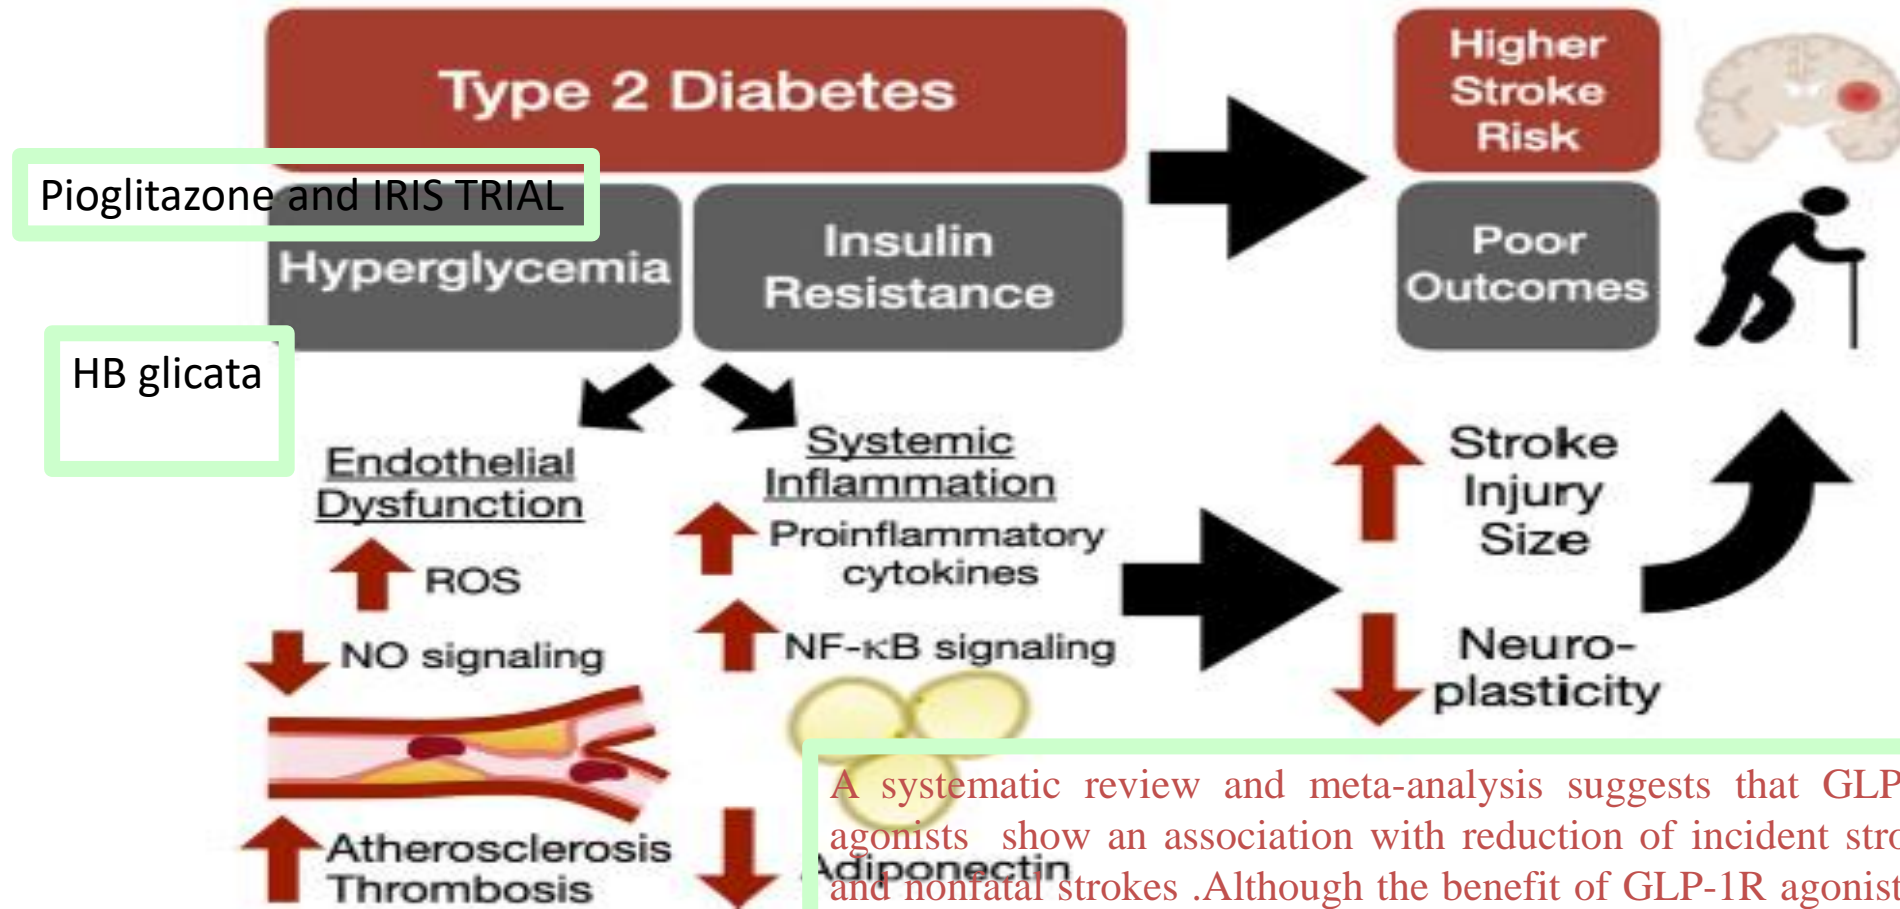 Type 2 Diabetes
Higher
Stroke
Risk
Pioglitazone and IRIS TRIAL
Hyperglycemia
Insulin
Resistance
Poor
Outcomes
HB glicata
Endothelial
Dysfunction
ROS
NO signaling
Atherosclerosis
Thrombosis
Systemic
Inflammation
Proinflammatory
cytokines
NF-κB signaling
Adiponectin
Stroke
Injury
Size
Neuro-
plasticity
A systematic review and meta-analysis suggests that GLP
agonists show an association with reduction of incident stro
and nonfatal strokes .Although the benefit of GLP-1R agonist